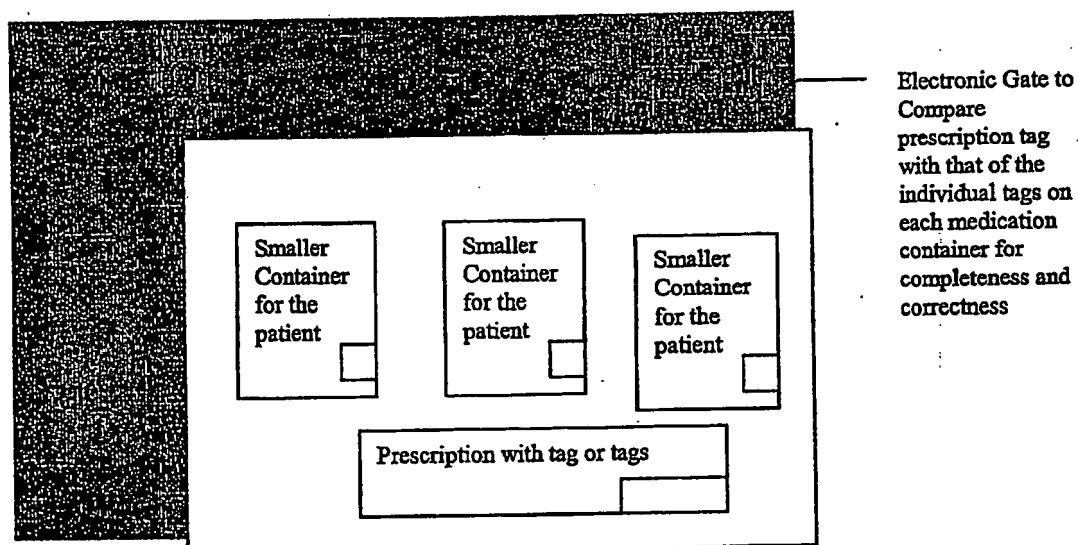 Electronic Gate to
Compare
prescription tag
with that of the
individual tags on
each medication
container for
completeness and
correctness
Smaller
Container
for the
patient
Smaller
Container
for the
patient
Smaller
Container
for the
patient
Prescription with tag or tags